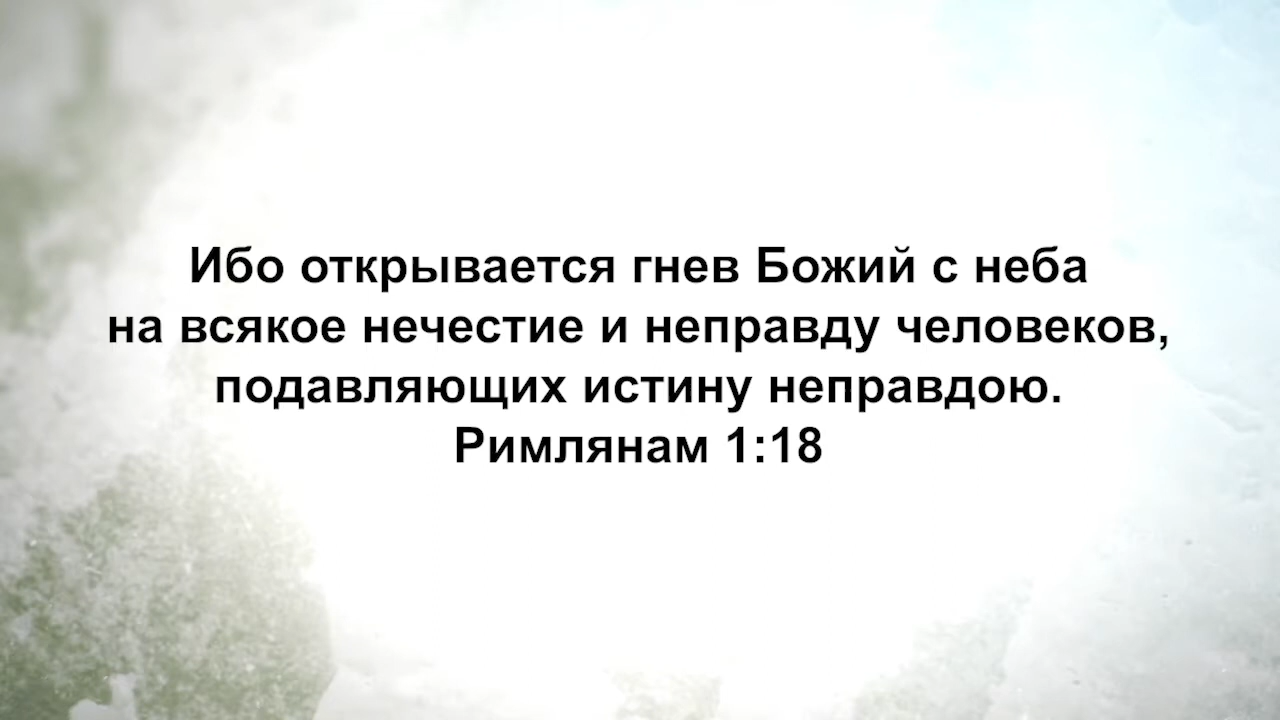 Ибо открывается гнев Божий с неба
на всякое нечестие и неправду человеков,
подавляющих истину неправдою.
Римлянам 1:18